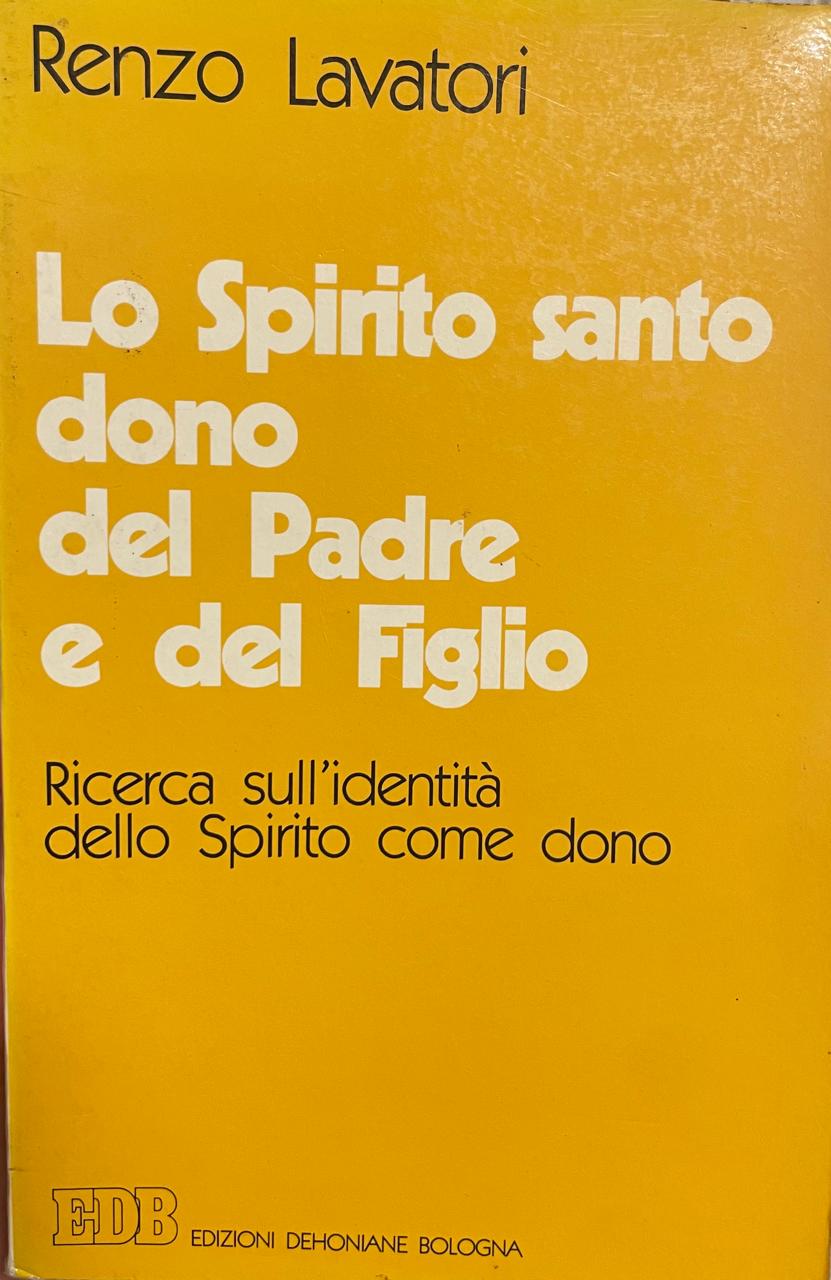 Renzo Lavatori
Lo Spirito santo
dono
del Padre
e del Figlio
Ricerca sull'identità
dello Spirito come dono
EDB EDIZIONI DEHONIANE BOLOGNA